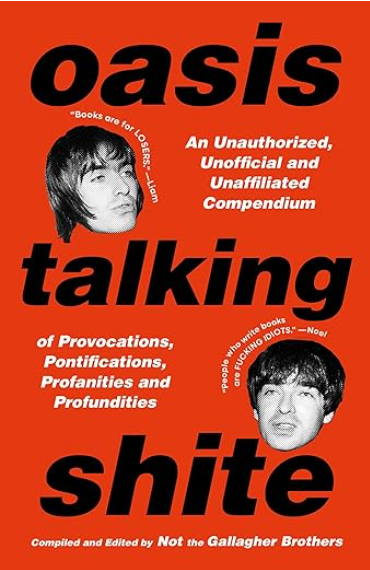 oasis
"Books are for LOSERS." —Liam
An Unauthorized,
Unofficial and
Unaffiliated
Compendium
talking
of Provocations,
Pontifications,
Profanities and
Profundities
"People who write books
are FUCKING IDIOTS." —Noel
shite
Compiled and Edited by Not the Gallagher Brothers